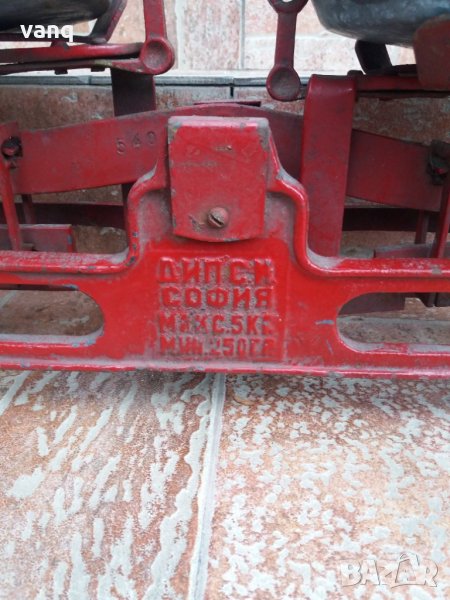 vanq
540
ДИПСИ
СОФИЯ
МАКС.5КГ.
МИН.250ГР.
BAZAR